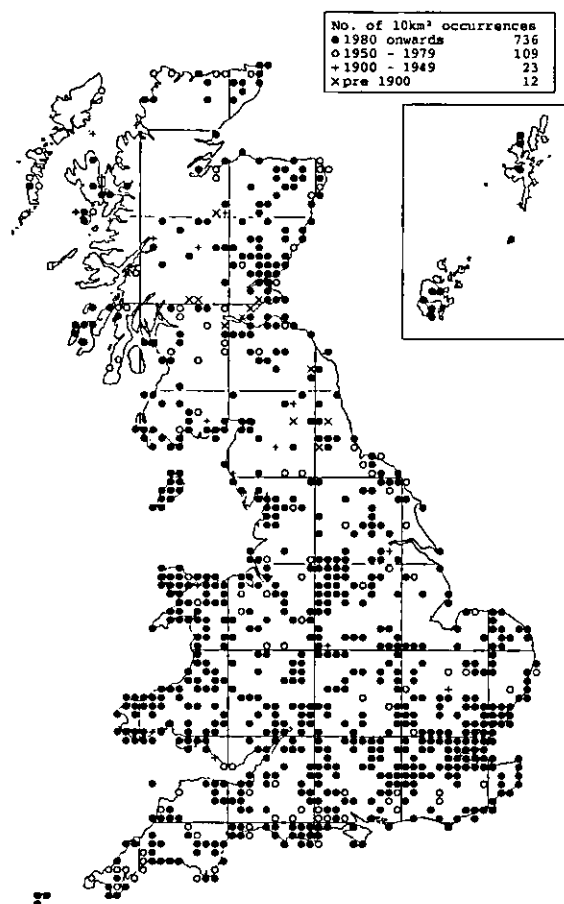 No. of 10km² occurrences
● 1980 onwards 736
○ 1950 - 1979 109
+ 1900 - 1949 23
× pre 1900 12